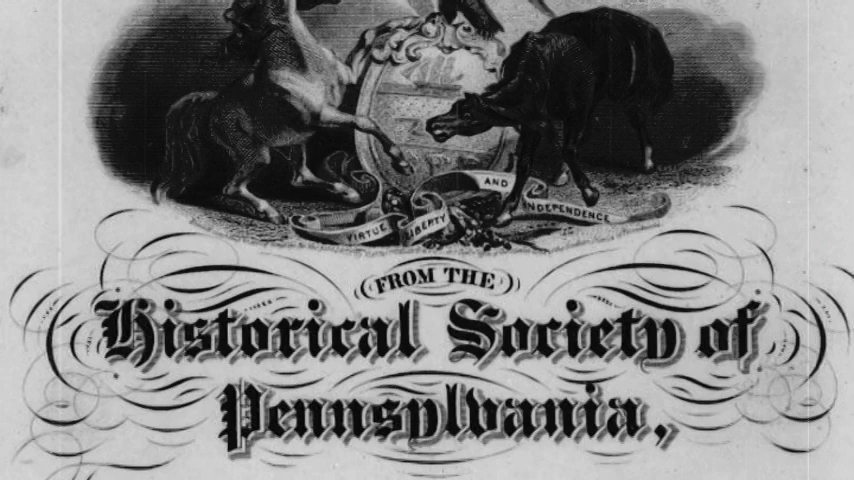 VIRTUE LIBERTY AND INDEPENDENCE
FROM THE
Historical Society of
Pennsylvania,